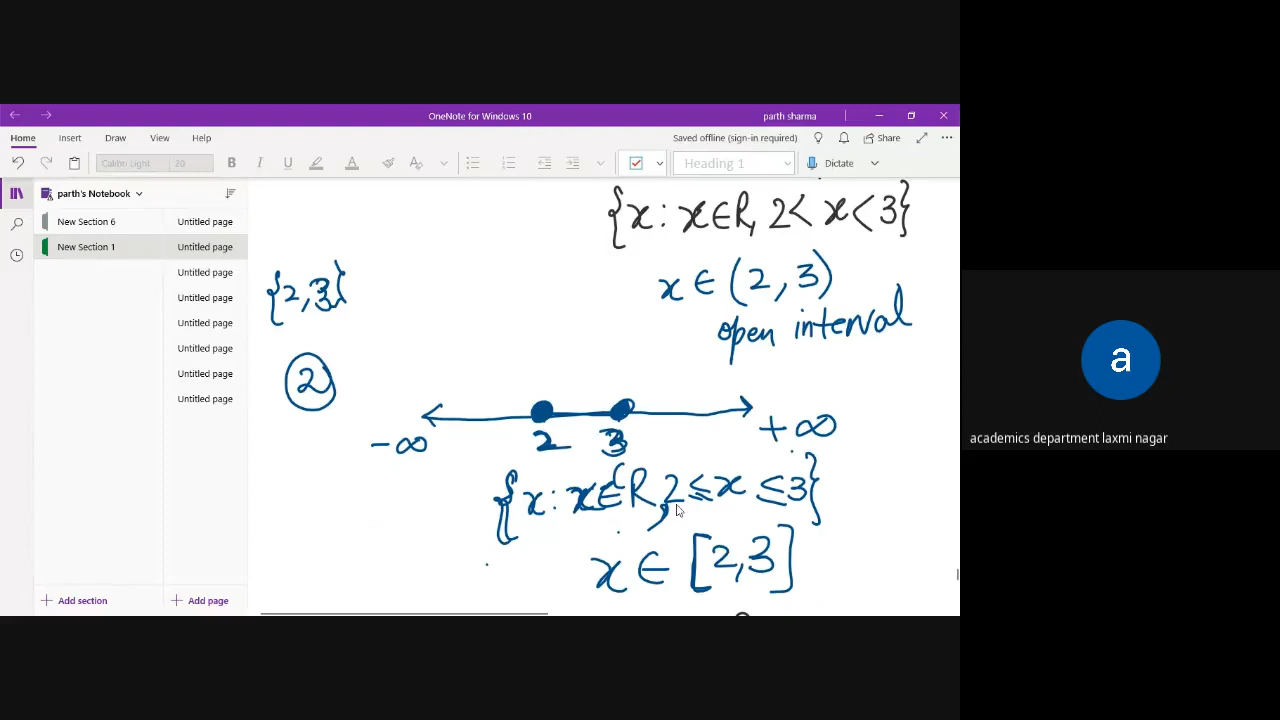 OneNote for Windows 10
parth sharma
Home Insert Draw View Help
Saved offline (sign-in required)
Share
Calibri Light 20
B I U A
Heading 1
Dictate
parth's Notebook
New Section 6
New Section 1
Untitled page
Untitled page
Untitled page
Untitled page
Untitled page
Untitled page
Untitled page
Untitled page
+ Add section
+ Add page
{x : x ∈ R, 2 < x < 3}
x ∈ (2, 3)
open interval
{2, 3}
2
-∞ 2 3 +∞
{x : x ∈ R, 2 ≤ x ≤ 3}
x ∈ [2, 3]
a
academics department laxmi nagar